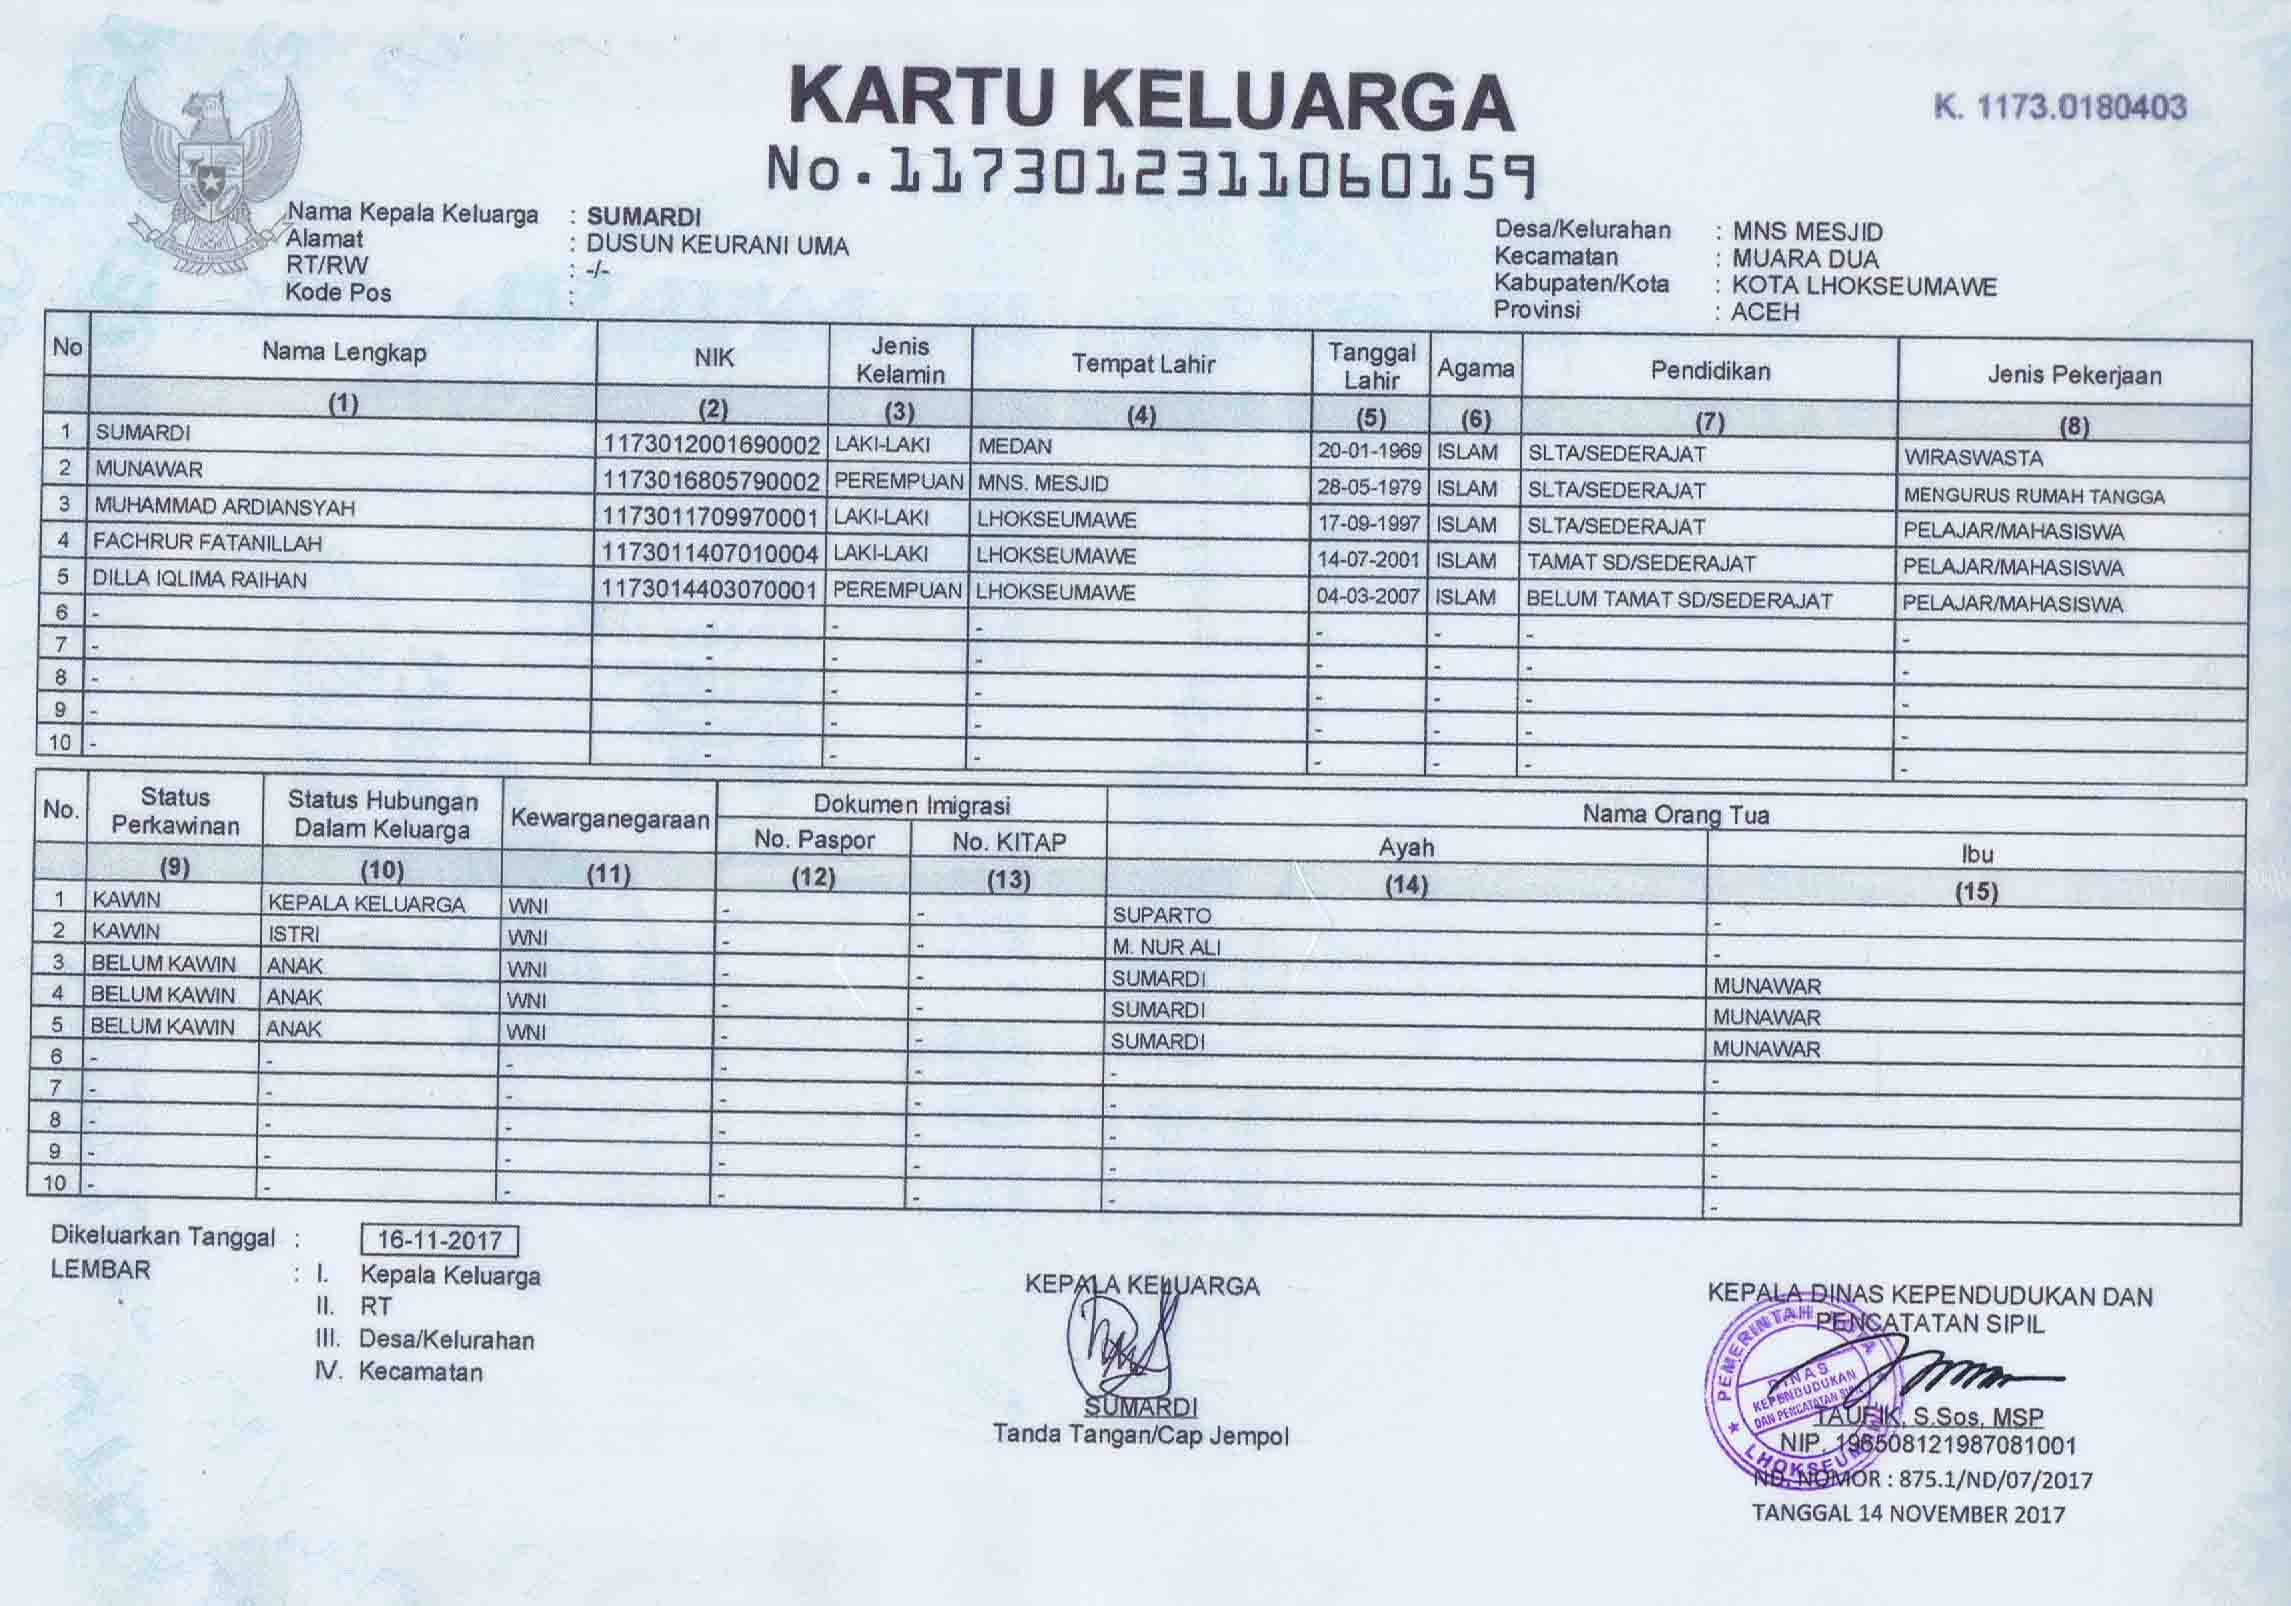 K. 1173.0180403
KARTU KELUARGA
No.1173012311060159
Nama Kepala Keluarga : SUMARDI
Alamat : DUSUN KEURANI UMA
RT/RW : -/-
Kode Pos :
Desa/Kelurahan : MNS MESJID
Kecamatan : MUARA DUA
Kabupaten/Kota : KOTA LHOKSEUMAWE
Provinsi : ACEH
No Nama Lengkap NIK Jenis Kelamin Tempat Lahir Tanggal Lahir Agama Pendidikan Jenis Pekerjaan
(1) (2) (3) (4) (5) (6) (7) (8)
1 SUMARDI 1173012001690002 LAKI-LAKI MEDAN 20-01-1969 ISLAM SLTA/SEDERAJAT WIRASWASTA
2 MUNAWAR 1173016805790002 PEREMPUAN MNS. MESJID 28-05-1979 ISLAM SLTA/SEDERAJAT MENGURUS RUMAH TANGGA
3 MUHAMMAD ARDIANSYAH 1173011709970001 LAKI-LAKI LHOKSEUMAWE 17-09-1997 ISLAM SLTA/SEDERAJAT PELAJAR/MAHASISWA
4 FACHRUR FATANILLAH 1173011407010004 LAKI-LAKI LHOKSEUMAWE 14-07-2001 ISLAM TAMAT SD/SEDERAJAT PELAJAR/MAHASISWA
5 DILLA IQLIMA RAIHAN 1173014403070001 PEREMPUAN LHOKSEUMAWE 04-03-2007 ISLAM BELUM TAMAT SD/SEDERAJAT PELAJAR/MAHASISWA
6 - - - - - - - -
7 - - - - - - - -
8 - - - - - - - -
9 - - - - - - - -
10 - - - - - - - -
No. Status Perkawinan Status Hubungan Dalam Keluarga Kewarganegaraan Dokumen Imigrasi Nama Orang Tua
No. Paspor No. KITAP Ayah Ibu
(9) (10) (11) (12) (13) (14) (15)
1 KAWIN KEPALA KELUARGA WNI - - SUPARTO -
2 KAWIN ISTRI WNI - - M. NUR ALI -
3 BELUM KAWIN ANAK WNI - - SUMARDI MUNAWAR
4 BELUM KAWIN ANAK WNI - - SUMARDI MUNAWAR
5 BELUM KAWIN ANAK WNI - - SUMARDI MUNAWAR
6 - - - - - - -
7 - - - - - - -
8 - - - - - - -
9 - - - - - - -
10 - - - - - - -
Dikeluarkan Tanggal : 16-11-2017
LEMBAR : I. Kepala Keluarga
II. RT
III. Desa/Kelurahan
IV. Kecamatan
KEPALA KELUARGA
SUMARDI
Tanda Tangan/Cap Jempol
KEPALA DINAS KEPENDUDUKAN DAN
PENCATATAN SIPIL
PEMERINTAH
DINAS
KEPENDUDUKAN
DAN PENCATATAN SIPIL
LHOKSEUMAWE
TAUFIK, S.Sos, MSP
NIP. 196508121987081001
ND. NOMOR : 875.1/ND/07/2017
TANGGAL 14 NOVEMBER 2017